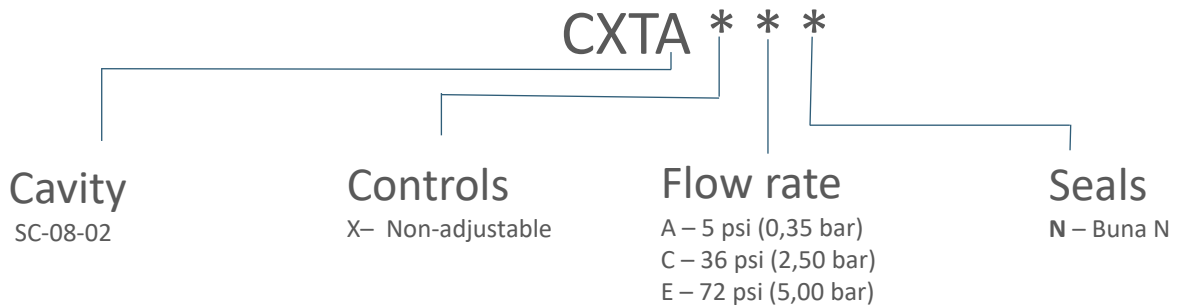 CXTA * * *
Cavity
SC-08-02
Controls
X– Non-adjustable
Flow rate
A – 5 psi (0,35 bar)
C – 36 psi (2,50 bar)
E – 72 psi (5,00 bar)
Seals
N – Buna N